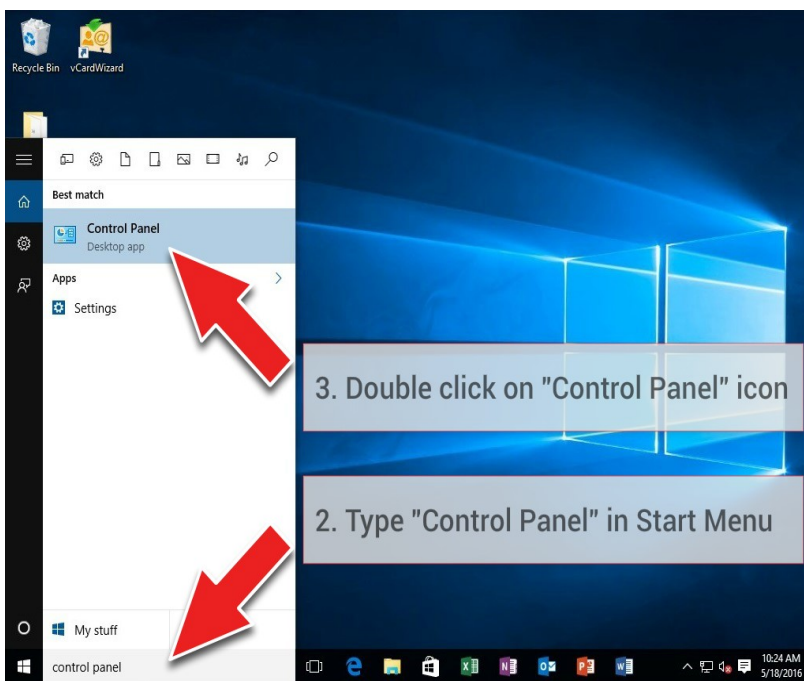 Recycle Bin
vCardWizard
Best match
Control Panel
Desktop app
Apps
Settings
3. Double click on "Control Panel" icon
2. Type "Control Panel" in Start Menu
My stuff
control panel
10:24 AM
5/18/2016